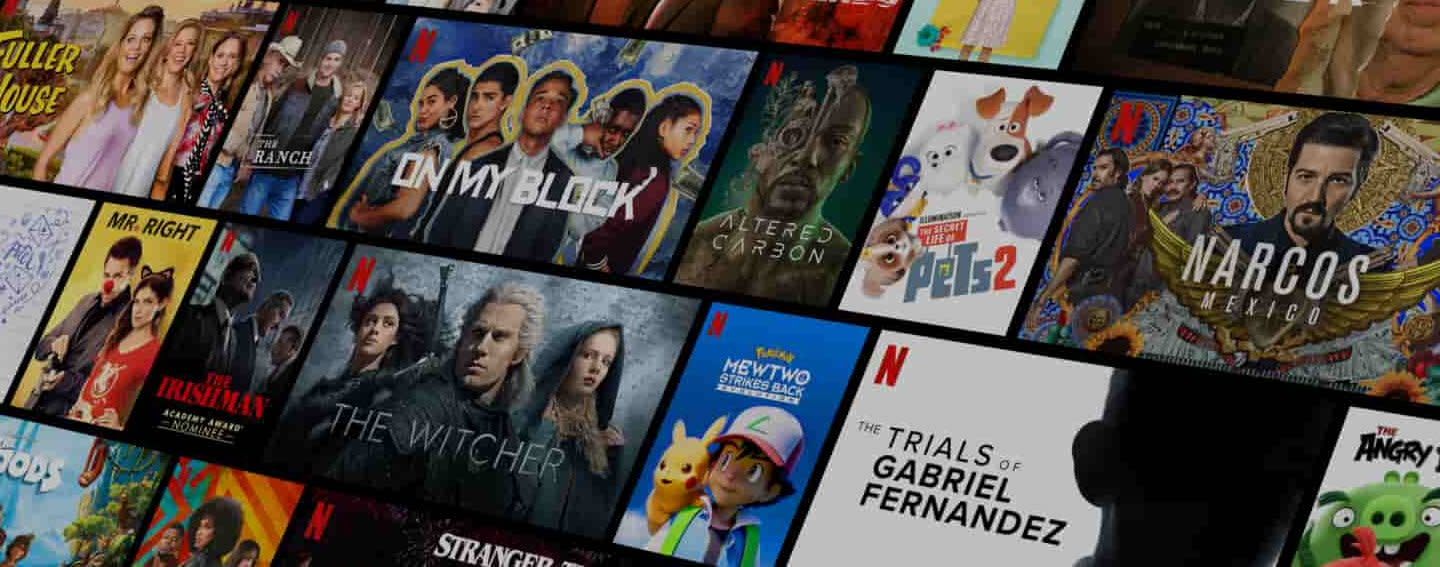 FULLER
HOUSE
THE
RANCH
ON MY BLOCK
ALTERED
CARBON
ILLUMINATION
THE SECRET
LIFE OF
PETS 2
NARCOS
MEXICO
MR. RIGHT
THE
IRISHMAN
ACADEMY AWARD®
NOMINEE
THE WITCHER
POKÉMON
MEWTWO
STRIKES BACK
EVOLUTION
THE TRIALS OF
GABRIEL
FERNANDEZ
THE
ANGRY
STRANGER T